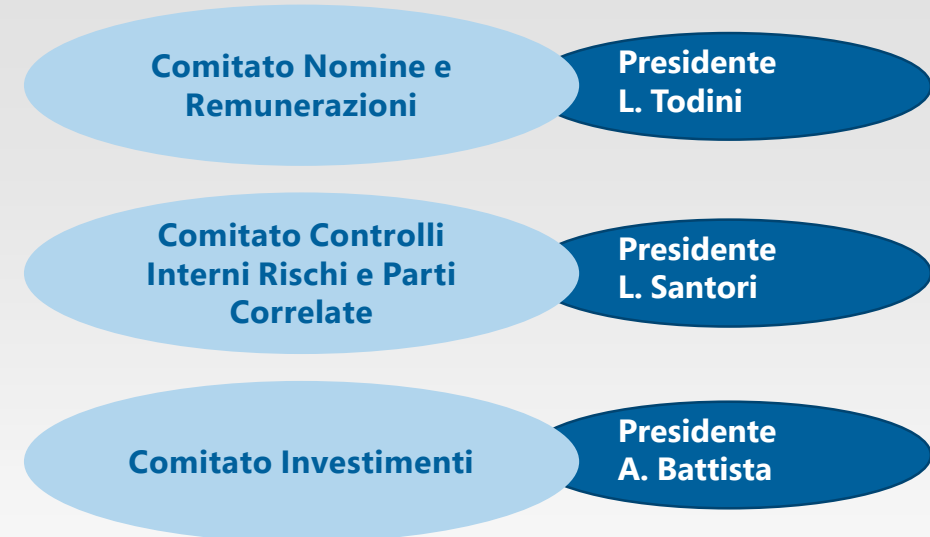 Comitato Nomine e
Remunerazioni
Presidente
L. Todini
Comitato Controlli
Interni Rischi e Parti
Correlate
Presidente
L. Santori
Comitato Investimenti
Presidente
A. Battista